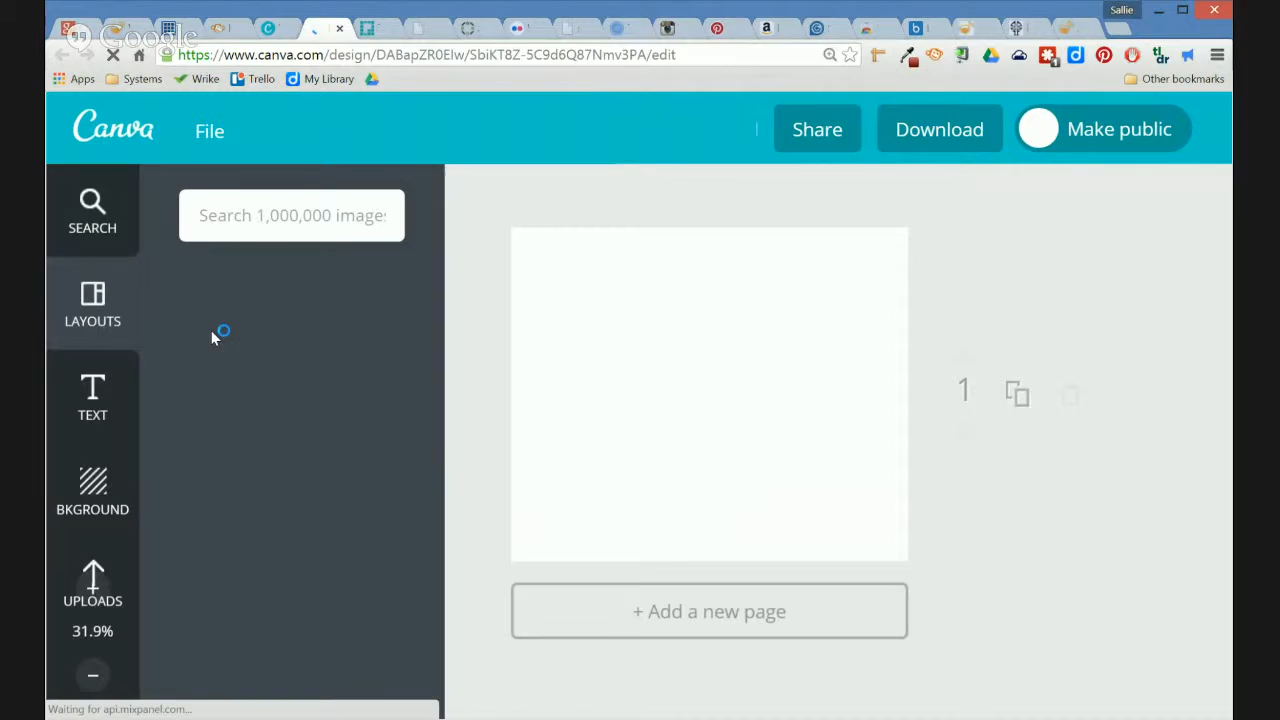 Sallie
Google
https://www.canva.com/design/DABapZR0EIw/SbiKT8Z-5C9d6Q87Nmv3PA/edit
Apps Systems Wrike Trello My Library Other bookmarks
Canva File Share Download Make public
SEARCH
Search 1,000,000 images
LAYOUTS
1
TEXT
BKGROUND
UPLOADS
+ Add a new page
31.9%
Waiting for api.mixpanel.com...